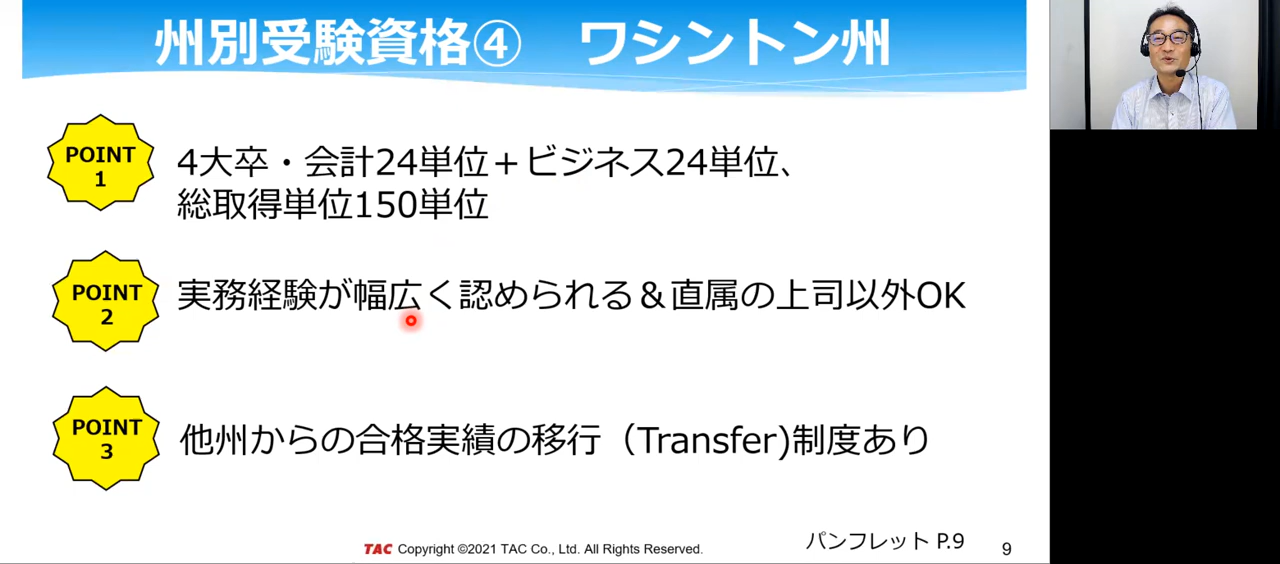 州別受験資格④ ワシントン州
POINT
1
4大卒・会計24単位＋ビジネス24単位、
総取得単位150単位
POINT
2
実務経験が幅広く認められる＆直属の上司以外OK
POINT
3
他州からの合格実績の移行（Transfer)制度あり
パンフレット P.9
TAC Copyright ©2021 TAC Co., Ltd. All Rights Reserved.
9